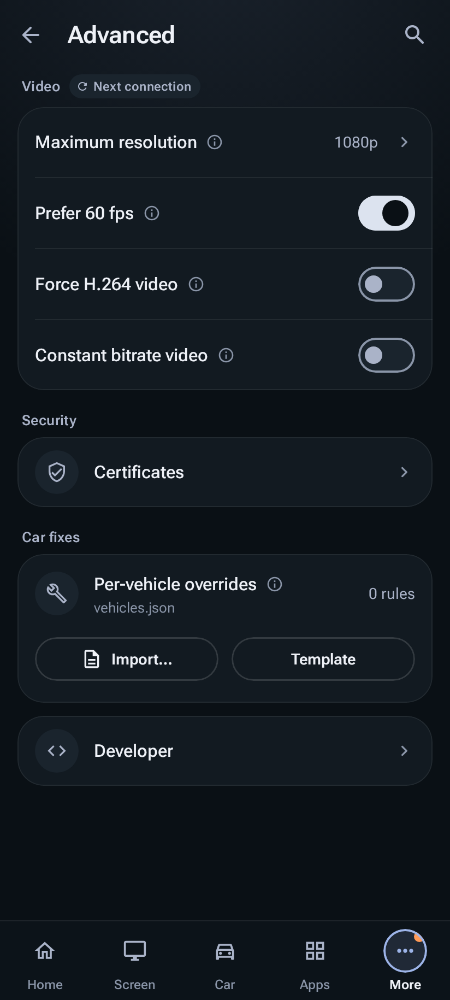 Advanced
Video
Next connection
Maximum resolution
1080p
Prefer 60 fps
Force H.264 video
Constant bitrate video
Security
Certificates
Car fixes
Per-vehicle overrides
vehicles.json
0 rules
Import...
Template
Developer
Home
Screen
Car
Apps
More